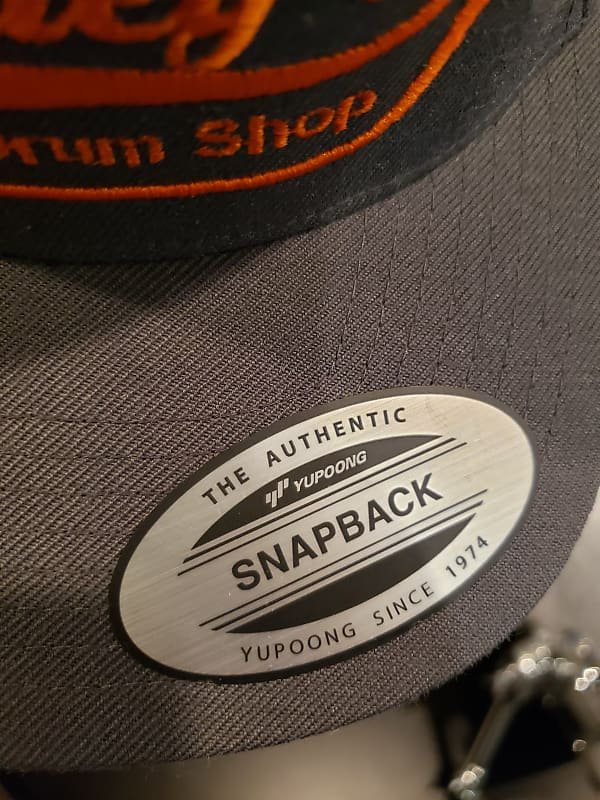 Shop
THE AUTHENTIC
YUPOONG
SNAPBACK
YUPOONG SINCE 1974